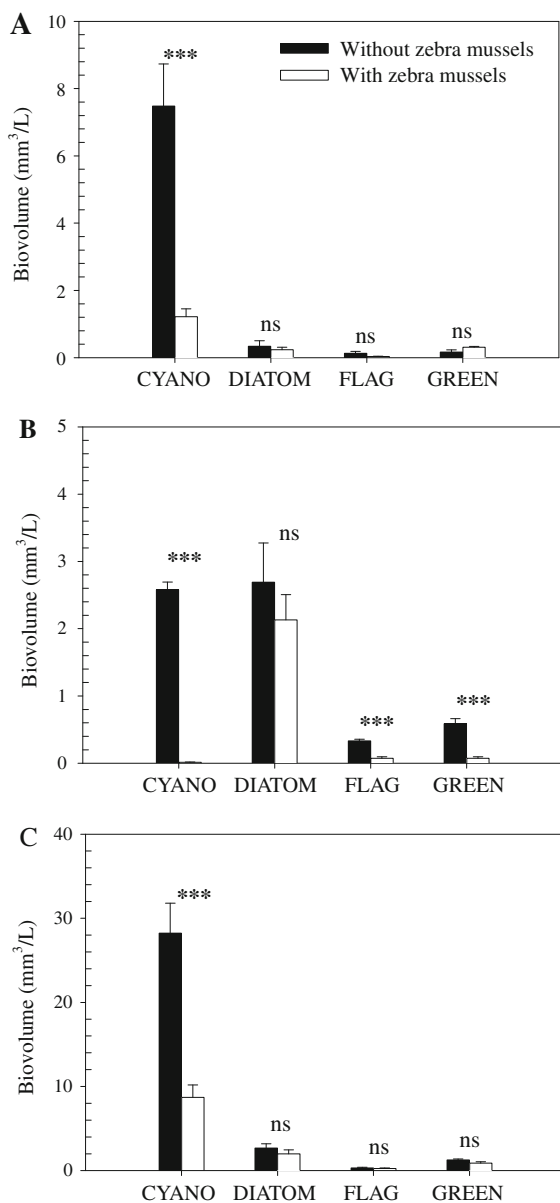 A
Biovolume (mm³/L)
10
8
6
4
2
0
***
Without zebra mussels
With zebra mussels
ns
ns
ns
CYANO DIATOM FLAG GREEN
B
Biovolume (mm³/L)
5
4
3
2
1
0
***
ns
***
***
CYANO DIATOM FLAG GREEN
C
Biovolume (mm³/L)
40
30
20
10
0
***
ns
ns
ns
CYANO DIATOM FLAG GREEN